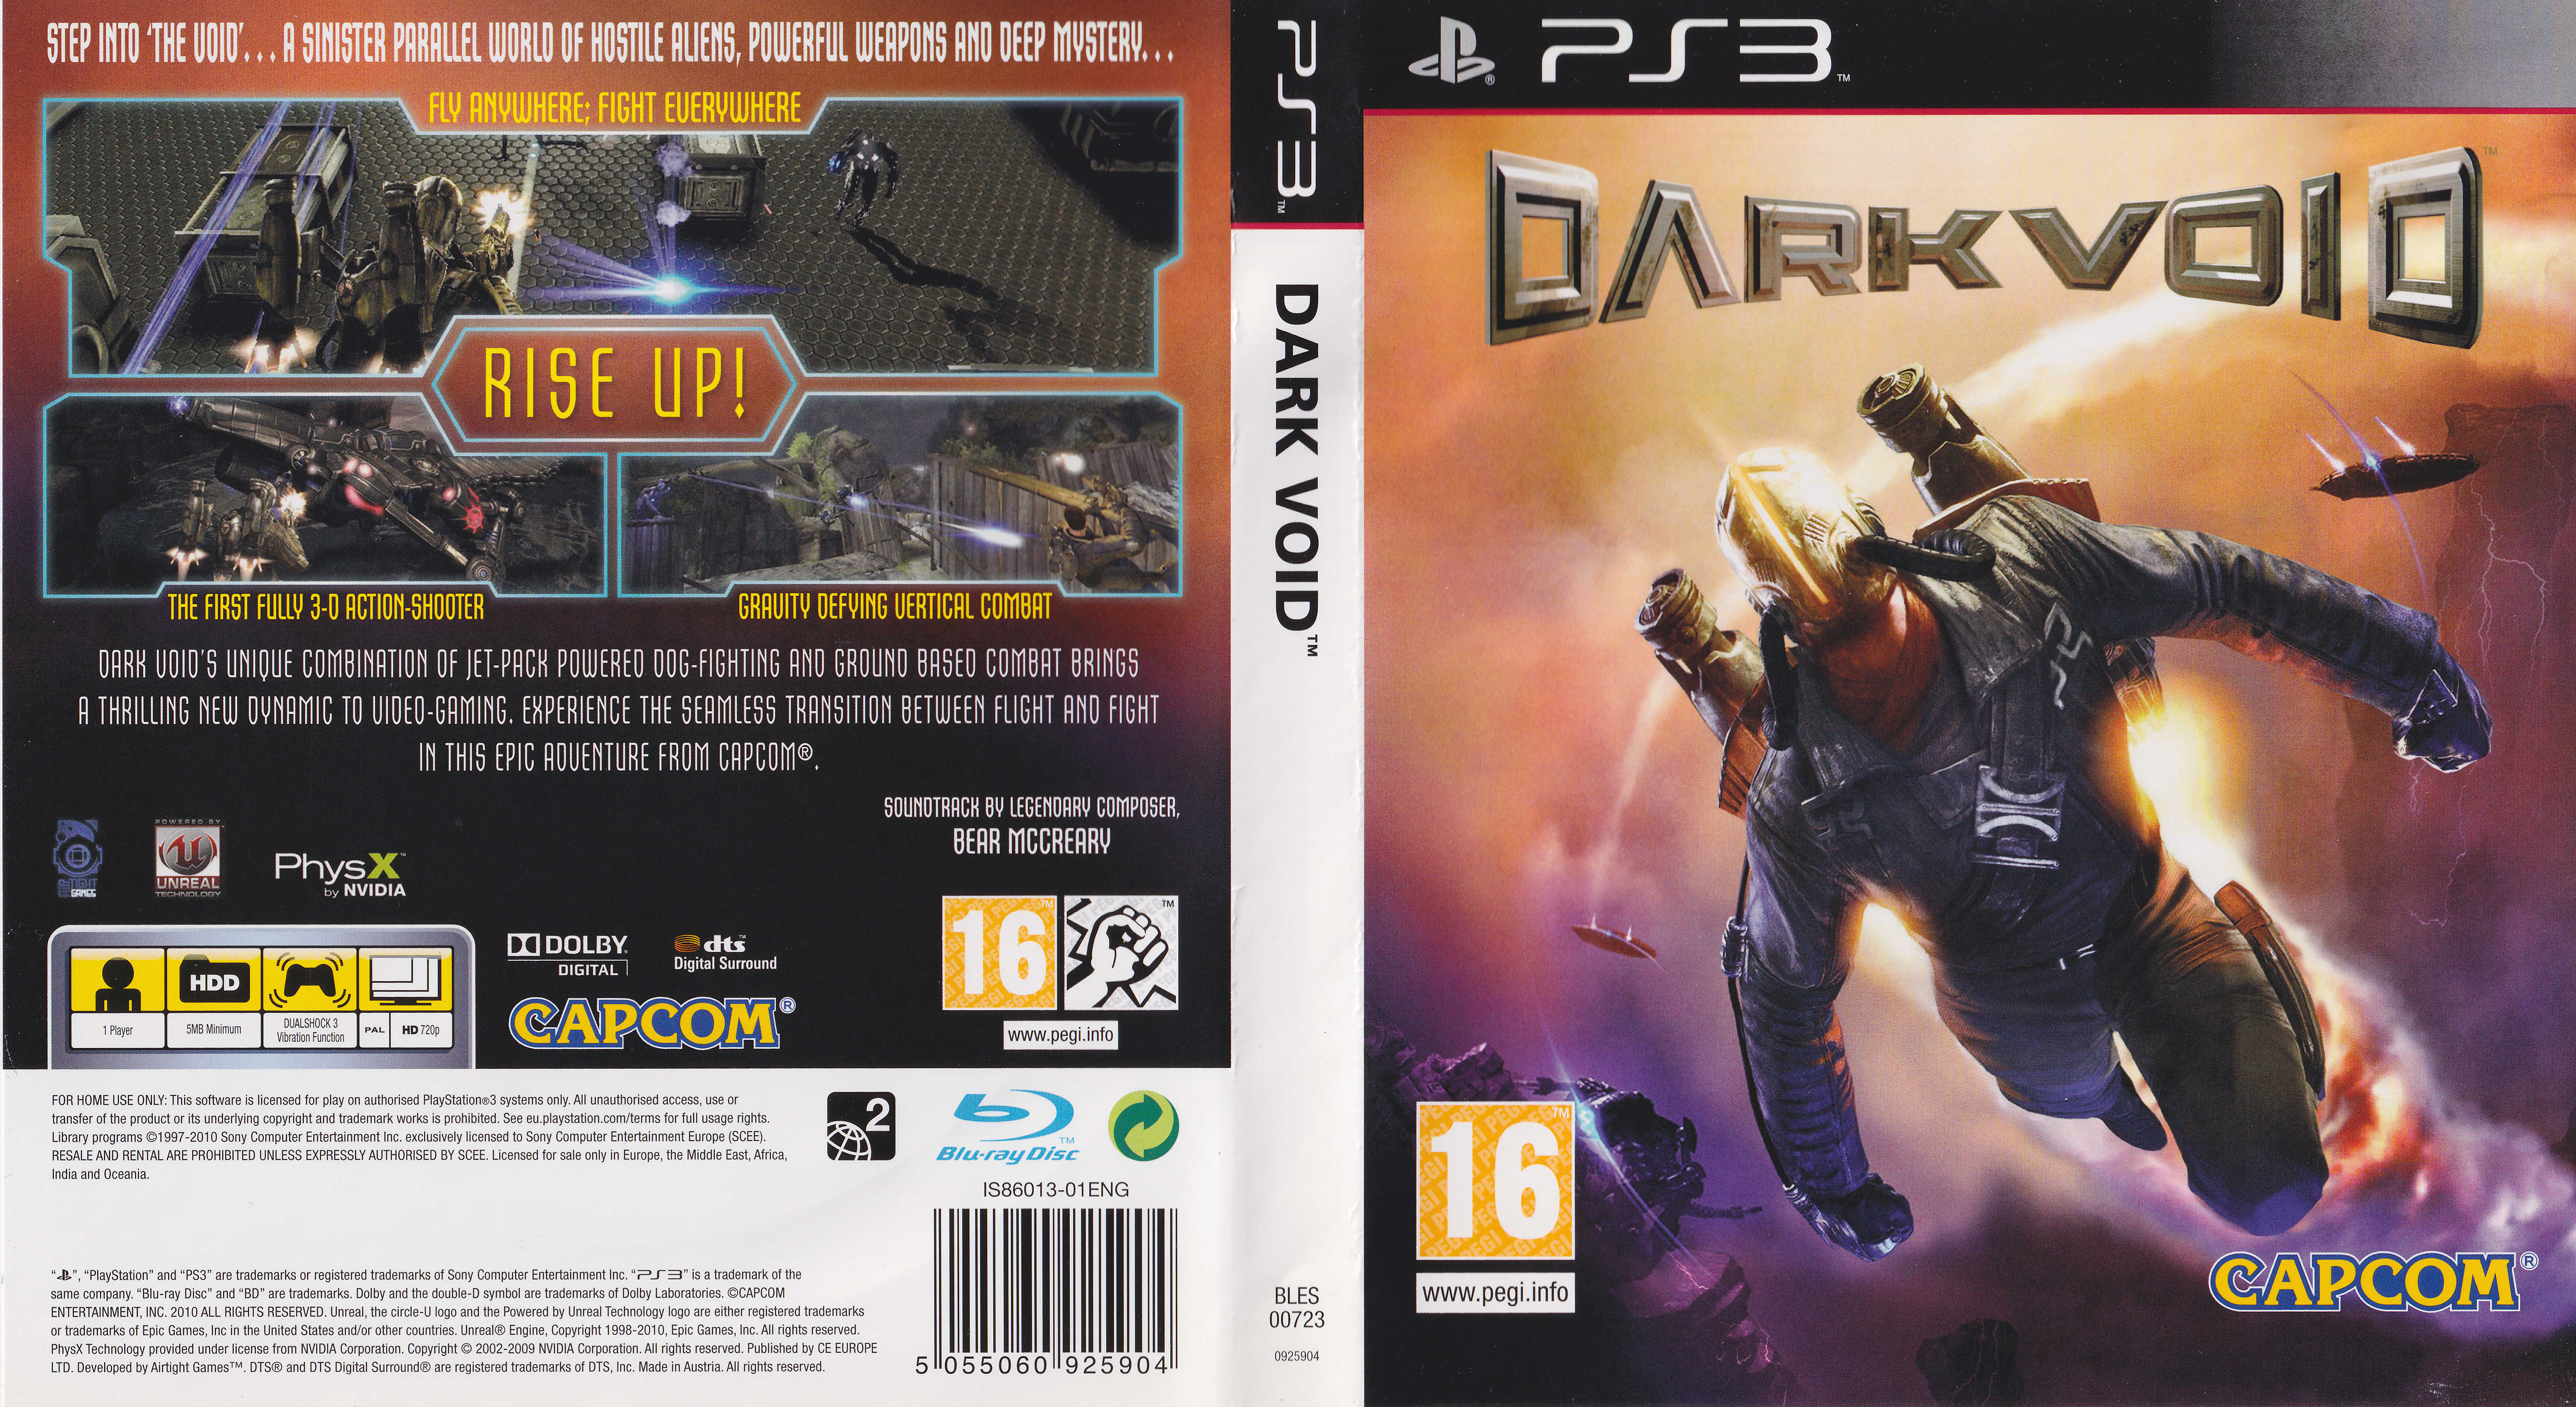 STEP INTO ‘THE VOID’... A SINISTER PARALLEL WORLD OF HOSTILE ALIENS, POWERFUL WEAPONS AND DEEP MYSTERY...
FLY ANYWHERE; FIGHT EVERYWHERE
RISE UP!
THE FIRST FULLY 3-D ACTION-SHOOTER
GRAVITY DEFYING VERTICAL COMBAT
DARK VOID’S UNIQUE COMBINATION OF JET-PACK POWERED DOG-FIGHTING AND GROUND BASED COMBAT BRINGS
A THRILLING NEW DYNAMIC TO VIDEO-GAMING. EXPERIENCE THE SEAMLESS TRANSITION BETWEEN FLIGHT AND FIGHT
IN THIS EPIC ADVENTURE FROM CAPCOM®.
SOUNDTRACK BY LEGENDARY COMPOSER,
BEAR MCCREARY
AIRTIGHT
GAMES
POWERED BY
UNREAL
TECHNOLOGY
PhysX™
by NVIDIA
HDD
1 Player
5MB Minimum
DUALSHOCK 3
Vibration Function
PAL
HD 720p
DOLBY®
DIGITAL
dts™
Digital Surround
CAPCOM®
16™
™
www.pegi.info
FOR HOME USE ONLY: This software is licensed for play on authorised PlayStation®3 systems only. All unauthorised access, use or
transfer of the product or its underlying copyright and trademark works is prohibited. See eu.playstation.com/terms for full usage rights.
Library programs ©1997-2010 Sony Computer Entertainment Inc. exclusively licensed to Sony Computer Entertainment Europe (SCEE).
RESALE AND RENTAL ARE PROHIBITED UNLESS EXPRESSLY AUTHORISED BY SCEE. Licensed for sale only in Europe, the Middle East, Africa,
India and Oceania.
2
Blu-ray Disc™
IS86013-01ENG
5 055060 925904
“ ”, “PlayStation” and “PS3” are trademarks or registered trademarks of Sony Computer Entertainment Inc. “PS3” is a trademark of the
same company. “Blu-ray Disc” and “BD” are trademarks. Dolby and the double-D symbol are trademarks of Dolby Laboratories. ©CAPCOM
ENTERTAINMENT, INC. 2010 ALL RIGHTS RESERVED. Unreal, the circle-U logo and the Powered by Unreal Technology logo are either registered trademarks
or trademarks of Epic Games, Inc in the United States and/or other countries. Unreal® Engine, Copyright 1998-2010, Epic Games, Inc. All rights reserved.
PhysX Technology provided under license from NVIDIA Corporation. Copyright © 2002-2009 NVIDIA Corporation. All rights reserved. Published by CE EUROPE
LTD. Developed by Airtight Games™. DTS® and DTS Digital Surround® are registered trademarks of DTS, Inc. Made in Austria. All rights reserved.
PS3™
DARK VOID™
BLES
00723
0925904
PS3™
DARK VOID™
16™
www.pegi.info
CAPCOM®